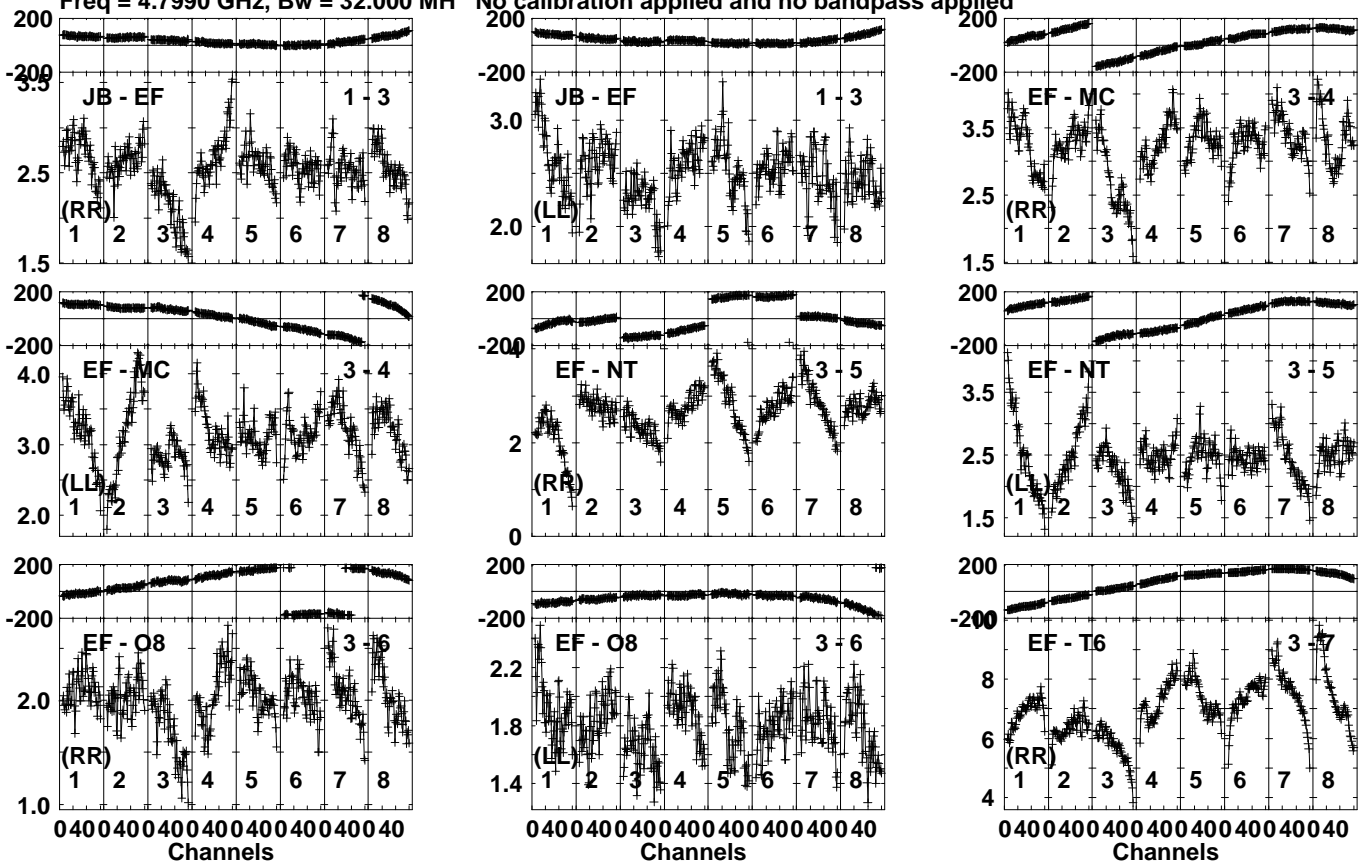 Freq = 4.7990 GHz, Bw = 32.000 MH No calibration applied and no bandpass applied
200 200 200
-200 -200 -200
3.5 JB - EF 1 - 3 JB - EF 1 - 3 EF - MC 3 - 4
3.0 3.5
2.5 2.5
(RR) (LL) 2.0 (RR)
1 2 3 4 5 6 7 8 1 2 3 4 5 6 7 8 1 2 3 4 5 6 7 8
1.5 1.5
200 200 200
-200 -200 -200
4 EF - MC 3 - 4 EF - NT 3 - 5 EF - NT 3 - 5
4.0 3.5
3.0 2 2.5
(LL) (RR) (LL)
2.0 1 2 3 4 5 6 7 8 1 2 3 4 5 6 7 8 1.5 1 2 3 4 5 6 7 8
0
200 200 200
-200 -200 -200
10
EF - O8 3 - 6 EF - O8 3 - 6 EF - T6 3 - 7
2.2 8
2.0 1.8 6
(RR) (LL) (RR)
1 2 3 4 5 6 7 8 1.4 1 2 3 4 5 6 7 8 1 2 3 4 5 6 7 8
1.0 4
0 40 0 40 0 40 0 40 0 40 0 40 0 40 0 40 0 40 0 40 0 40 0 40 0 40 0 40 0 40 0 40 0 40 0 40 0 40 0 40 0 40 0 40 0 40 0 40
Channels Channels Channels